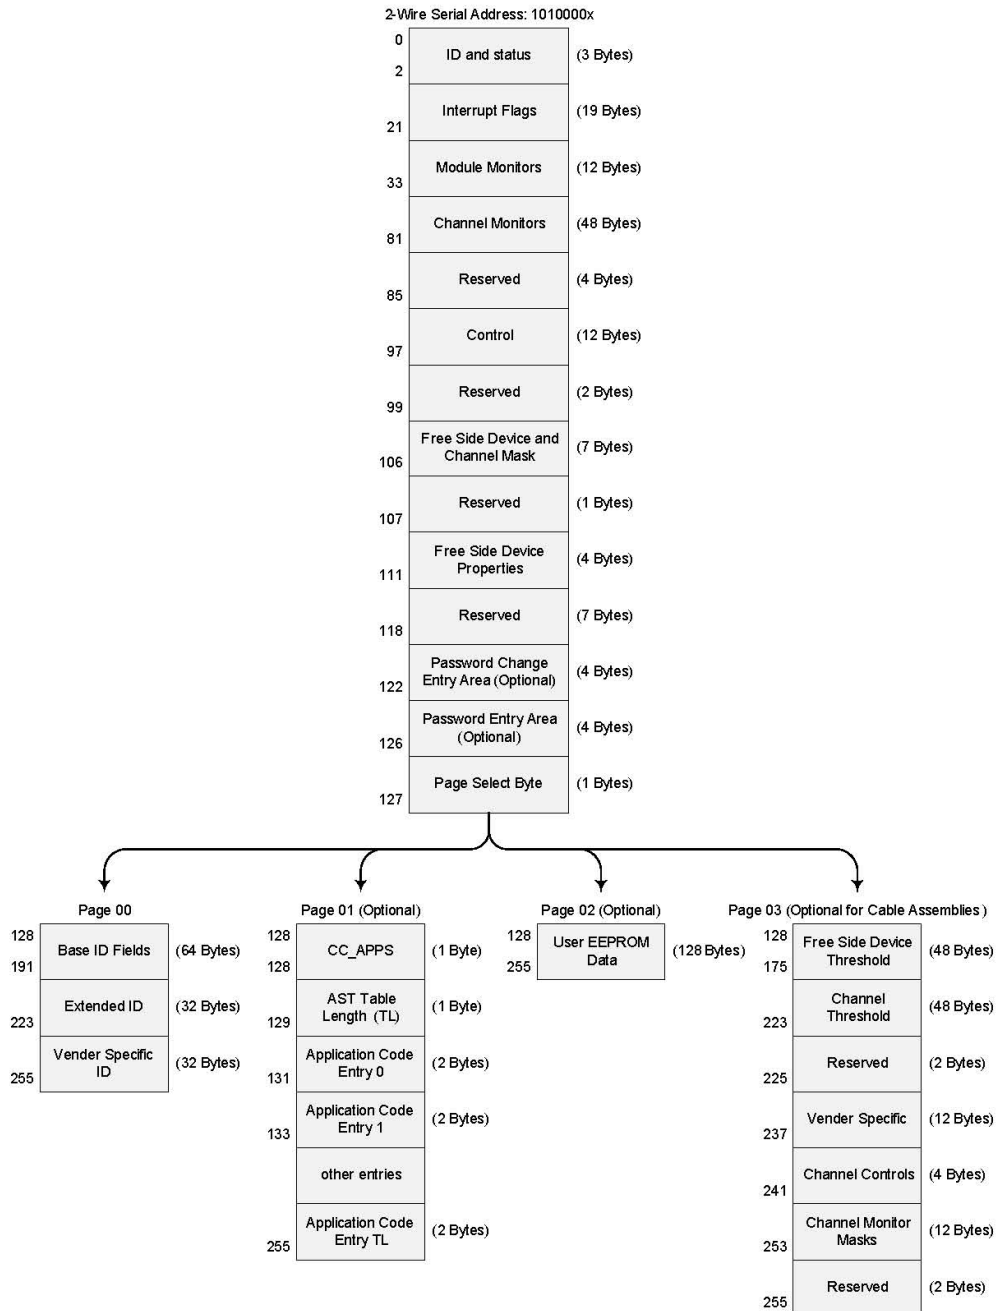 2-Wire Serial Address: 1010000x
0
ID and status (3 Bytes)
2
Interrupt Flags (19 Bytes)
21
Module Monitors (12 Bytes)
33
Channel Monitors (48 Bytes)
81
Reserved (4 Bytes)
85
Control (12 Bytes)
97
Reserved (2 Bytes)
99
Free Side Device and
Channel Mask
(7 Bytes)
106
Reserved (1 Bytes)
107
Free Side Device
Properties
(4 Bytes)
111
Reserved (7 Bytes)
118
Password Change
Entry Area (Optional)
(4 Bytes)
122
Password Entry Area
(Optional)
(4 Bytes)
126
Page Select Byte (1 Bytes)
127
Page 00
128
Base ID Fields (64 Bytes)
191
Extended ID (32 Bytes)
223
Vender Specific
ID
(32 Bytes)
255
Page 01 (Optional)
128
CC_APPS (1 Byte)
128
AST Table
Length (TL)
(1 Byte)
129
Application Code
Entry 0
(2 Bytes)
131
Application Code
Entry 1
(2 Bytes)
133
other entries
Application Code
Entry TL
(2 Bytes)
255
Page 02 (Optional)
128
User EEPROM
Data
(128 Bytes)
255
Page 03 (Optional for Cable Assemblies )
128
Free Side Device
Threshold
(48 Bytes)
175
Channel
Threshold
(48 Bytes)
223
Reserved (2 Bytes)
225
Vender Specific (12 Bytes)
237
Channel Controls (4 Bytes)
241
Channel Monitor
Masks
(12 Bytes)
253
Reserved (2 Bytes)
255